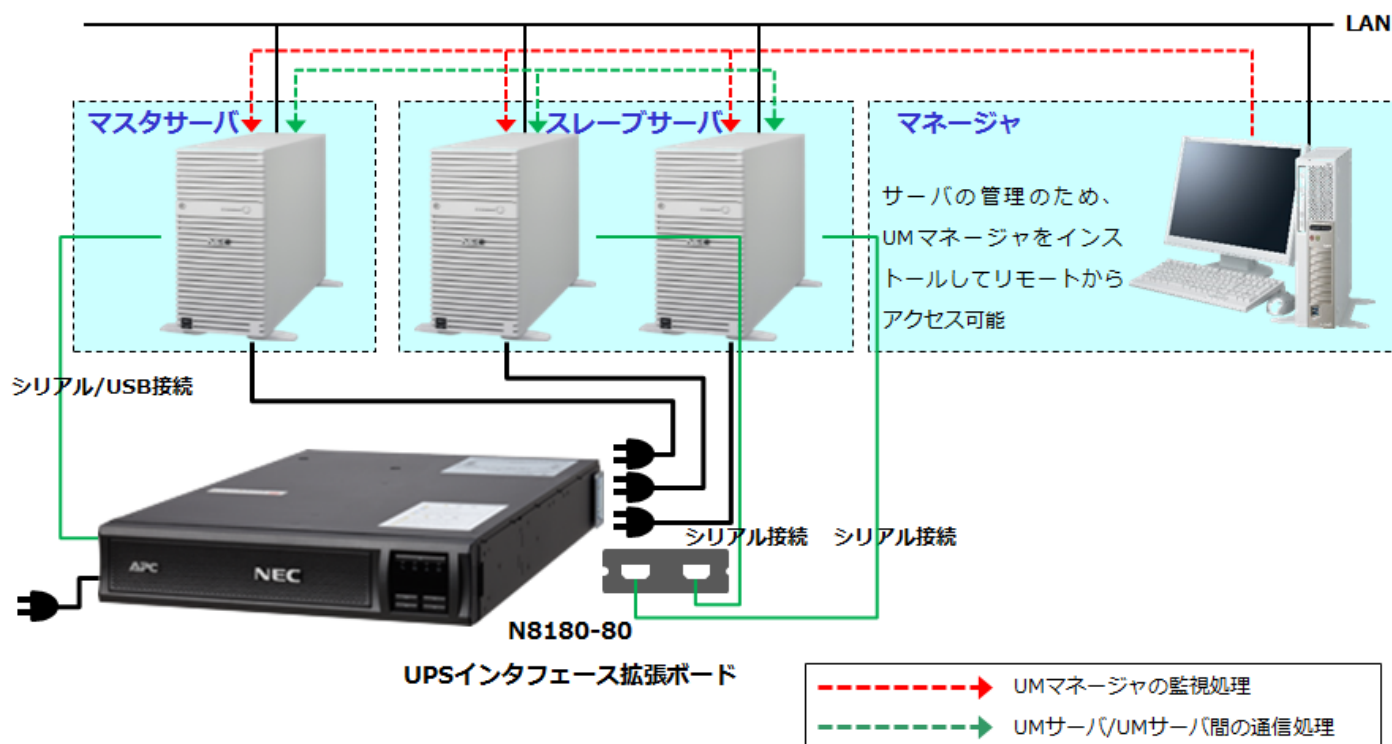 LAN
マスタサーバ
スレーブサーバ
マネージャ
サーバの管理のため、
UMマネージャをインス
トールしてリモートから
アクセス可能
シリアル/USB接続
シリアル接続
シリアル接続
APC
NEC
N8180-80
UPSインタフェース拡張ボード
UMマネージャの監視処理
UMサーバ/UMサーバ間の通信処理